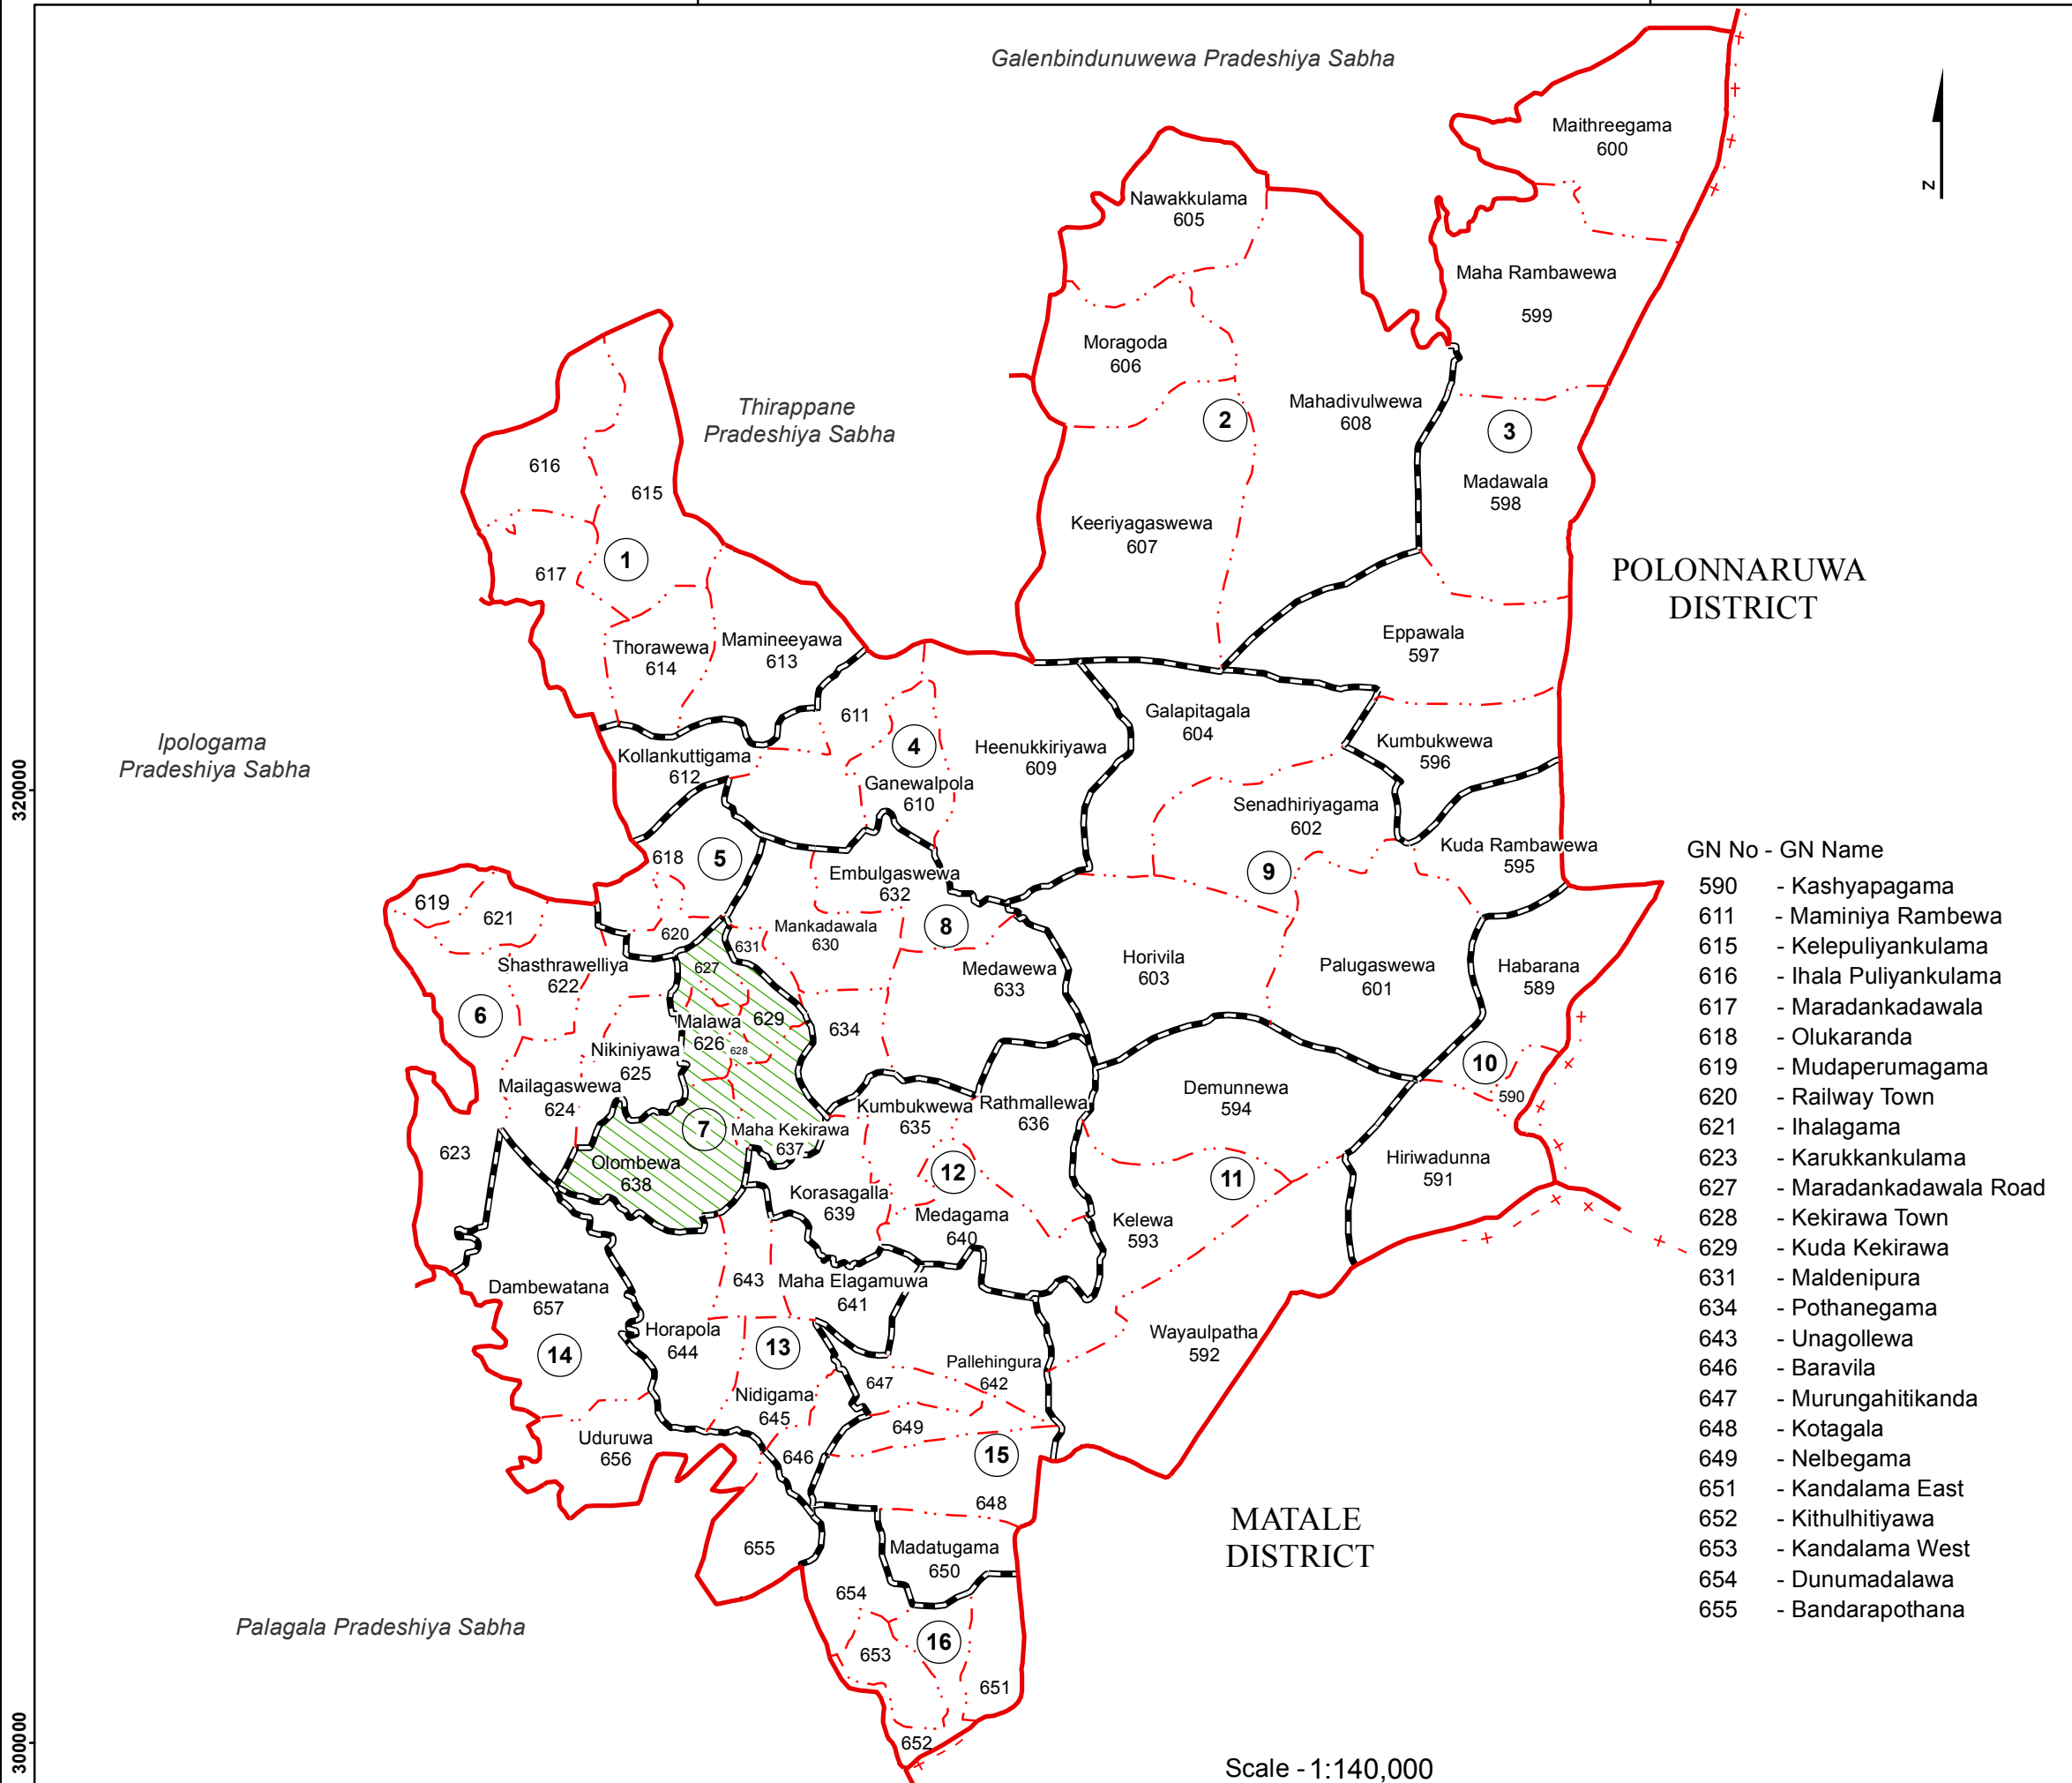 Galenbindunuwewa Pradeshiya Sabha
Maithreegama
600
N
Nawakkulama
605
Maha Rambawewa
599
Moragoda
606
Mahadivulwewa
608
2
3
Thirappane
Pradeshiya Sabha
616
615
Madawala
598
Keeriyagaswewa
607
1
617
POLONNARUWA
DISTRICT
Eppawala
597
Thorawewa
614
Mamineeyawa
613
Ipologama
Pradeshiya Sabha
611
4
Galapitagala
604
Kollankuttigama
612
Heenukkiriyawa
609
Kumbukwewa
596
Ganewalpola
610
Senadhiriyagama
602
320000
618
5
Embulgaswewa
632
9
Kuda Rambawewa
595
619
621
620
631
Mankadawala
630
8
Shasthrawelliya
622
627
Medawewa
633
Horivila
603
Palugaswewa
601
Habarana
589
6
Malawa
626
629
628
634
Nikiniyawa
625
10
590
Mailagaswewa
624
Kumbukwewa
635
Rathmallewa
636
Demunnewa
594
7
Maha Kekirawa
637
623
Olombewa
638
12
11
Hiriwadunna
591
Korasagalla
639
Medagama
640
Kelewa
593
643
Maha Elagamuwa
641
Dambewatana
657
Horapola
644
13
14
Wayaulpatha
592
Pallehingura
642
647
Nidigama
645
649
Uduruwa
656
646
15
648
MATALE
DISTRICT
655
Madatugama
650
654
Palagala Pradeshiya Sabha
16
653
651
652
300000
Scale - 1:140,000
GN No - GN Name
590 - Kashyapagama
611 - Maminiya Rambewa
615 - Kelepuliyankulama
616 - Ihala Puliyankulama
617 - Maradankadawala
618 - Olukaranda
619 - Mudaperumagama
620 - Railway Town
621 - Ihalagama
623 - Karukkankulama
627 - Maradankadawala Road
628 - Kekirawa Town
629 - Kuda Kekirawa
631 - Maldenipura
634 - Pothanegama
643 - Unagollewa
646 - Baravila
647 - Murungahitikanda
648 - Kotagala
649 - Nelbegama
651 - Kandalama East
652 - Kithulhitiyawa
653 - Kandalama West
654 - Dunumadalawa
655 - Bandarapothana